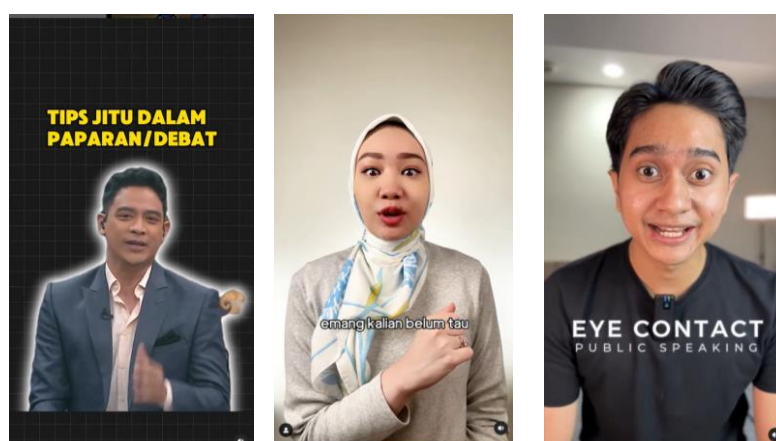 TIPS JITU DALAM
PAPARAN/DEBAT
emang kalian belum tau
EYE CONTACT
PUBLIC SPEAKING